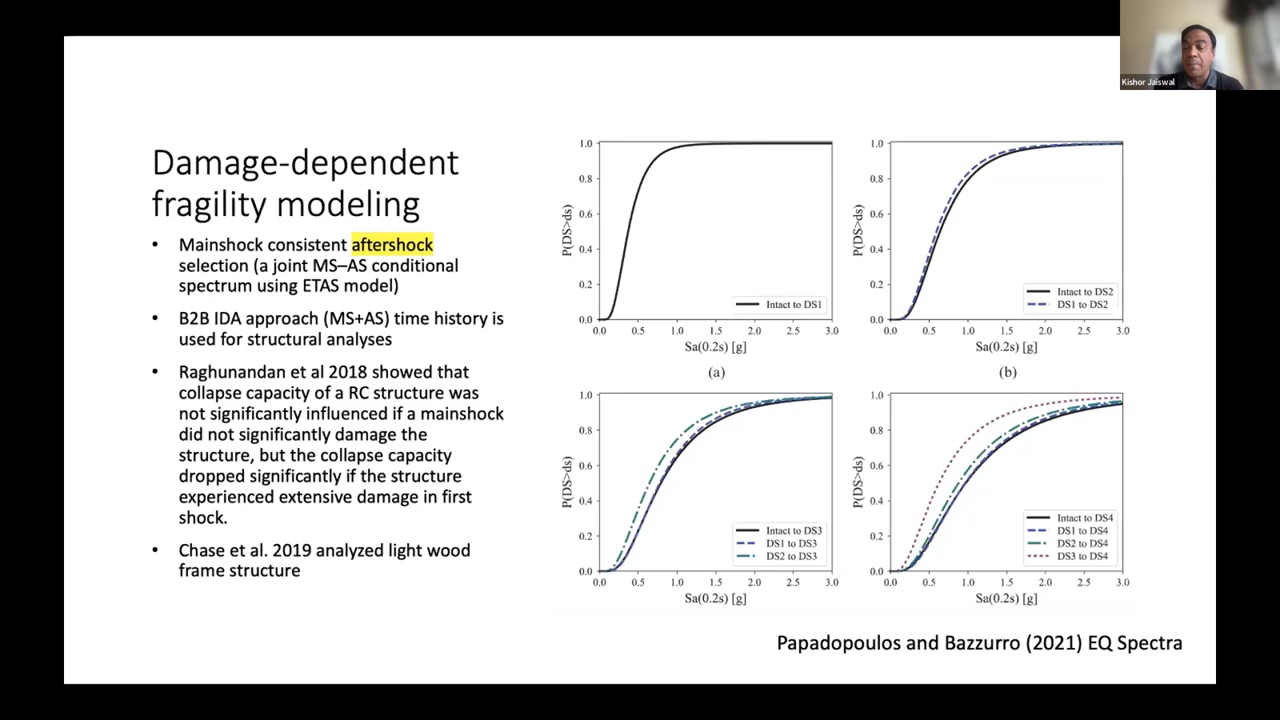 Kishor Jaiswal
Damage-dependent
fragility modeling
• Mainshock consistent aftershock
selection (a joint MS–AS conditional
spectrum using ETAS model)
• B2B IDA approach (MS+AS) time history is
used for structural analyses
• Raghunandan et al 2018 showed that
collapse capacity of a RC structure was
not significantly influenced if a mainshock
did not significantly damage the
structure, but the collapse capacity
dropped significantly if the structure
experienced extensive damage in first
shock.
• Chase et al. 2019 analyzed light wood
frame structure
P(DS>ds)
1.0
0.8
0.6
0.4
0.2
0.0
Intact to DS1
0.0 0.5 1.0 1.5 2.0 2.5 3.0
Sa(0.2s) [g]
(a)
P(DS>ds)
1.0
0.8
0.6
0.4
0.2
0.0
Intact to DS2
DS1 to DS2
0.0 0.5 1.0 1.5 2.0 2.5 3.0
Sa(0.2s) [g]
(b)
P(DS>ds)
1.0
0.8
0.6
0.4
0.2
0.0
Intact to DS3
DS1 to DS3
DS2 to DS3
0.0 0.5 1.0 1.5 2.0 2.5 3.0
Sa(0.2s) [g]
P(DS>ds)
1.0
0.8
0.6
0.4
0.2
0.0
Intact to DS4
DS1 to DS4
DS2 to DS4
DS3 to DS4
0.0 0.5 1.0 1.5 2.0 2.5 3.0
Sa(0.2s) [g]
Papadopoulos and Bazzurro (2021) EQ Spectra